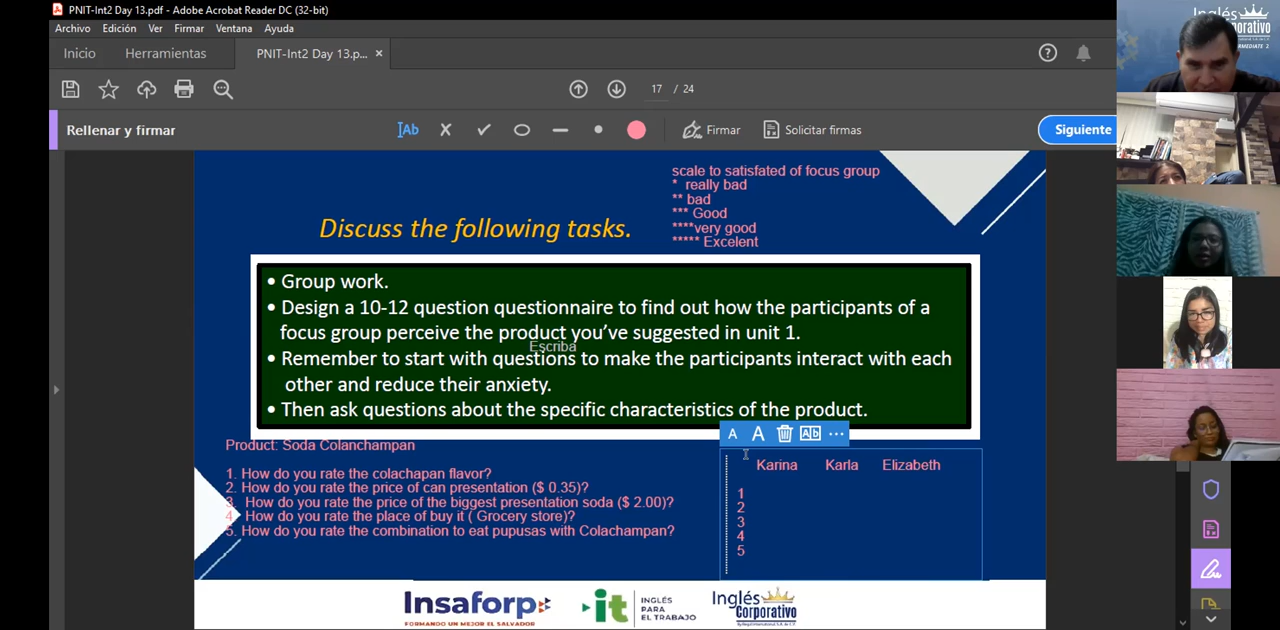 PNIT-Int2 Day 13.pdf - Adobe Acrobat Reader DC (32-bit)
Archivo Edición Ver Firmar Ventana Ayuda
Inicio Herramientas PNIT-Int2 Day 13.p... ×
17 / 24
Rellenar y firmar
Ab
Firmar
Solicitar firmas
Siguiente
scale to satisfated of focus group
* really bad
** bad
*** Good
****very good
***** Excelent
Discuss the following tasks.
• Group work.
• Design a 10-12 question questionnaire to find out how the participants of a
focus group perceive the product you've suggested in unit 1.
Escriba
• Remember to start with questions to make the participants interact with each
other and reduce their anxiety.
• Then ask questions about the specific characteristics of the product.
A A Ab ...
Product: Soda Colanchampan
1. How do you rate the colachapan flavor?
2. How do you rate the price of can presentation ($ 0.35)?
3. How do you rate the price of the biggest presentation soda ($ 2.00)?
4. How do you rate the place of buy it ( Grocery store)?
5. How do you rate the combination to eat pupusas with Colachampan?
Karina Karla Elizabeth
1
2
3
4
5
Insaforp
FORMANDO UN MEJOR EL SALVADOR
it
INGLÉS
PARA
EL TRABAJO
Inglés
Corporativo